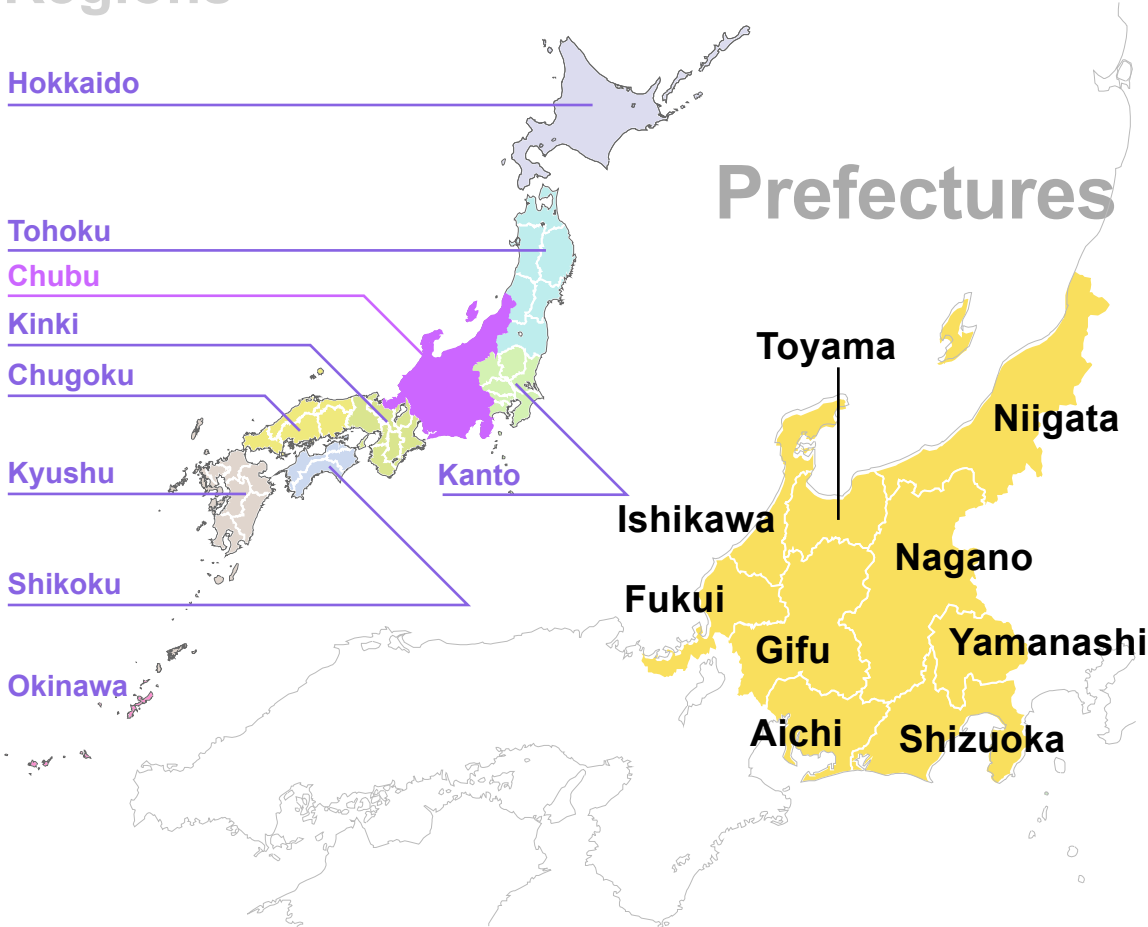 Regions
Hokkaido
Prefectures
Tohoku
Chubu
Kinki
Chugoku
Kyushu
Kanto
Shikoku
Okinawa
Toyama
Niigata
Ishikawa
Nagano
Fukui
Gifu
Yamanashi
Aichi
Shizuoka